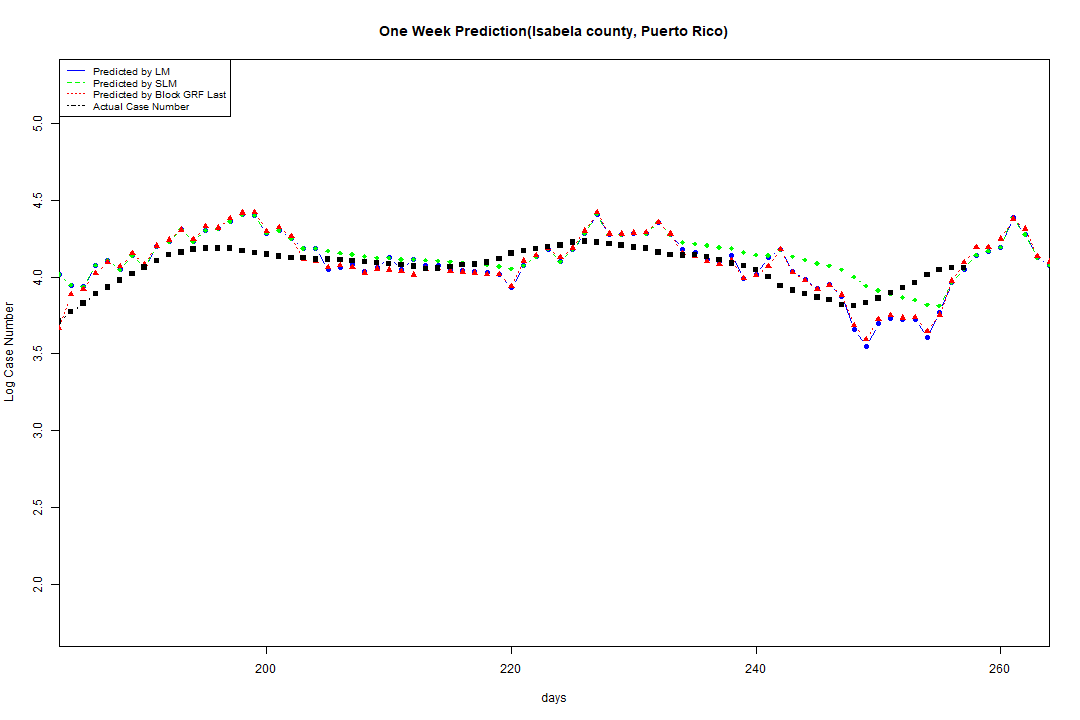 One Week Prediction(Isabela county, Puerto Rico)
Predicted by LM
Predicted by SLM
Predicted by Block GRF Last
Actual Case Number
5.0
4.5
4.0
3.5
3.0
2.5
2.0
Log Case Number
200 220 240 260
days